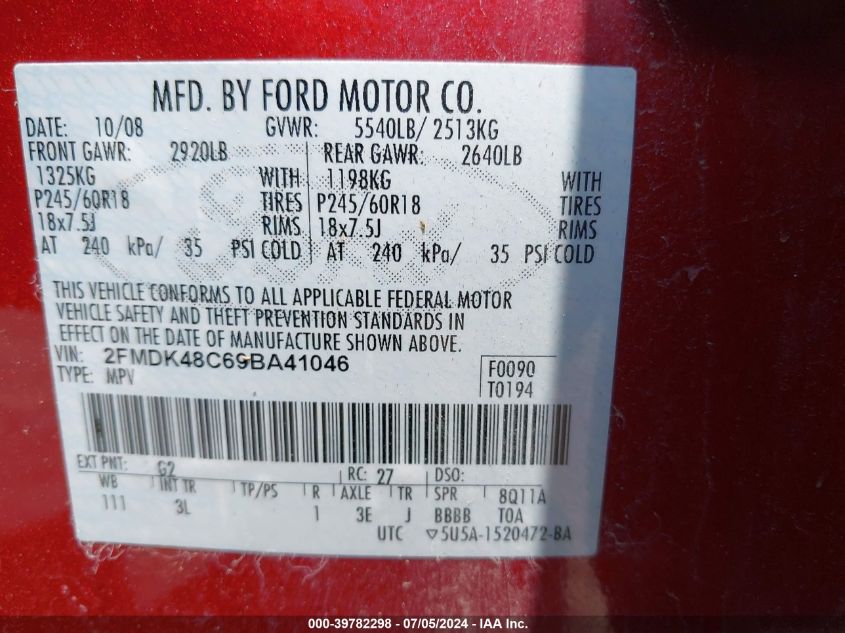 MFD. BY FORD MOTOR CO.
DATE: 10/08 GVWR: 5540LB/ 2513KG
FRONT GAWR: 2920LB REAR GAWR: 2640LB
1325KG WITH 1198KG WITH
P245/60R18 TIRES P245/60R18 TIRES
18x7.5J RIMS 18x7.5J RIMS
AT 240 kPa/ 35 PSI COLD AT 240 kPa/ 35 PSI COLD
THIS VEHICLE CONFORMS TO ALL APPLICABLE FEDERAL MOTOR
VEHICLE SAFETY AND THEFT PREVENTION STANDARDS IN
EFFECT ON THE DATE OF MANUFACTURE SHOWN ABOVE.
VIN: 2FMDK48C69BA41046 F0090
TYPE: MPV T0194
EXT PNT: G2 RC: 27 DSO:
WB INT TR TP/PS R AXLE TR SPR 8Q11A
111 3L 1 3E J BBBB TOA
UTC ▽5U5A-1520472-BA
000-39782298 - 07/05/2024 - IAA Inc.